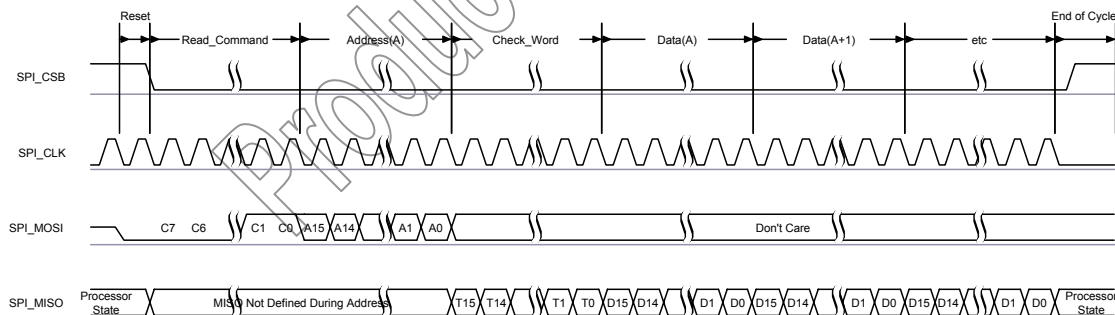 Reset
End of Cycle
Read_Command
Address(A)
Check_Word
Data(A)
Data(A+1)
etc
SPI_CSB
SPI_CLK
SPI_MOSI
C7 C6 C1 C0 A15 A14 A1 A0 Don't Care
SPI_MISO
Processor
State
MISO Not Defined During Address
T15 T14 T1 T0 D15 D14 D1 D0 D15 D14 D1 D0 D15 D14 D1 D0
Processor
State
Produ